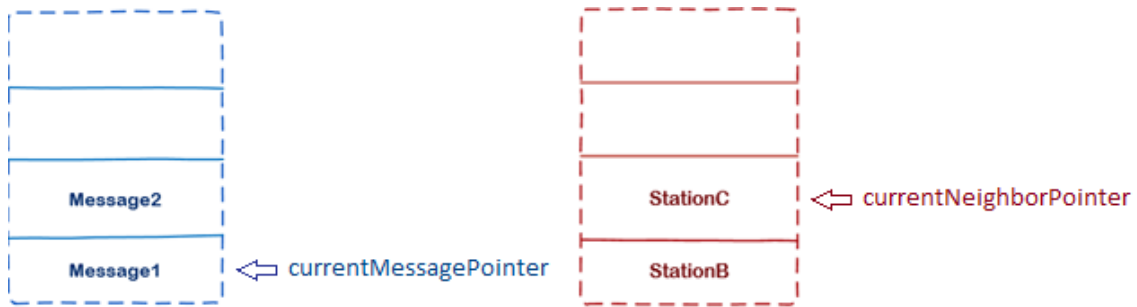 Message2
Message1
currentMessagePointer
StationC
currentNeighborPointer
StationB